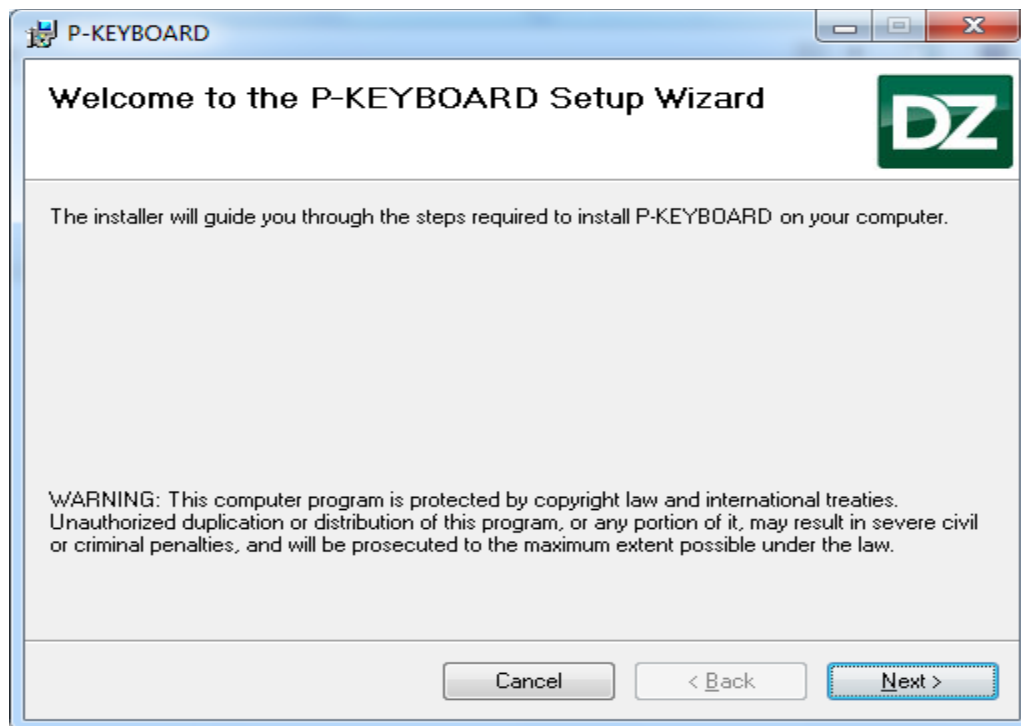 P-KEYBOARD
Welcome to the P-KEYBOARD Setup Wizard
DZ
The installer will guide you through the steps required to install P-KEYBOARD on your computer.
WARNING: This computer program is protected by copyright law and international treaties.
Unauthorized duplication or distribution of this program, or any portion of it, may result in severe civil
or criminal penalties, and will be prosecuted to the maximum extent possible under the law.
Cancel
< Back
Next >